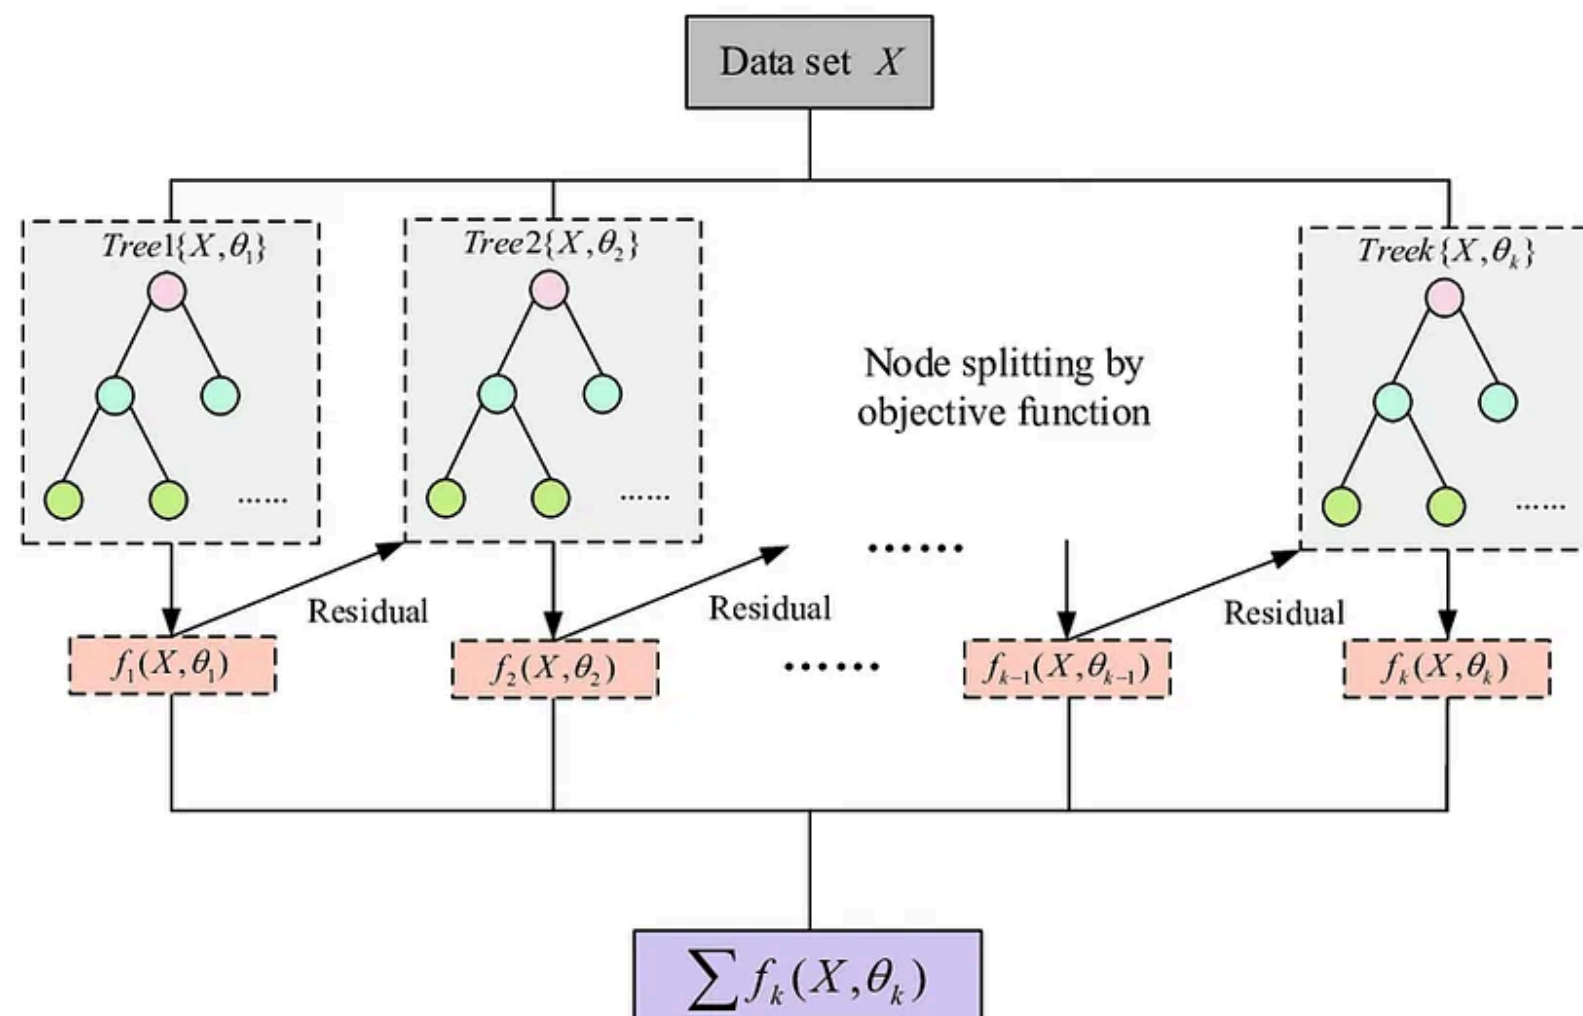 Data set X
Tree1{X,θ₁}
Tree2{X,θ₂}
Treek{X,θₖ}
Node splitting by
objective function
......
......
......
......
Residual
Residual
Residual
f₁(X,θ₁)
f₂(X,θ₂)
......
fₖ₋₁(X,θₖ₋₁)
fₖ(X,θₖ)
∑fₖ(X,θₖ)